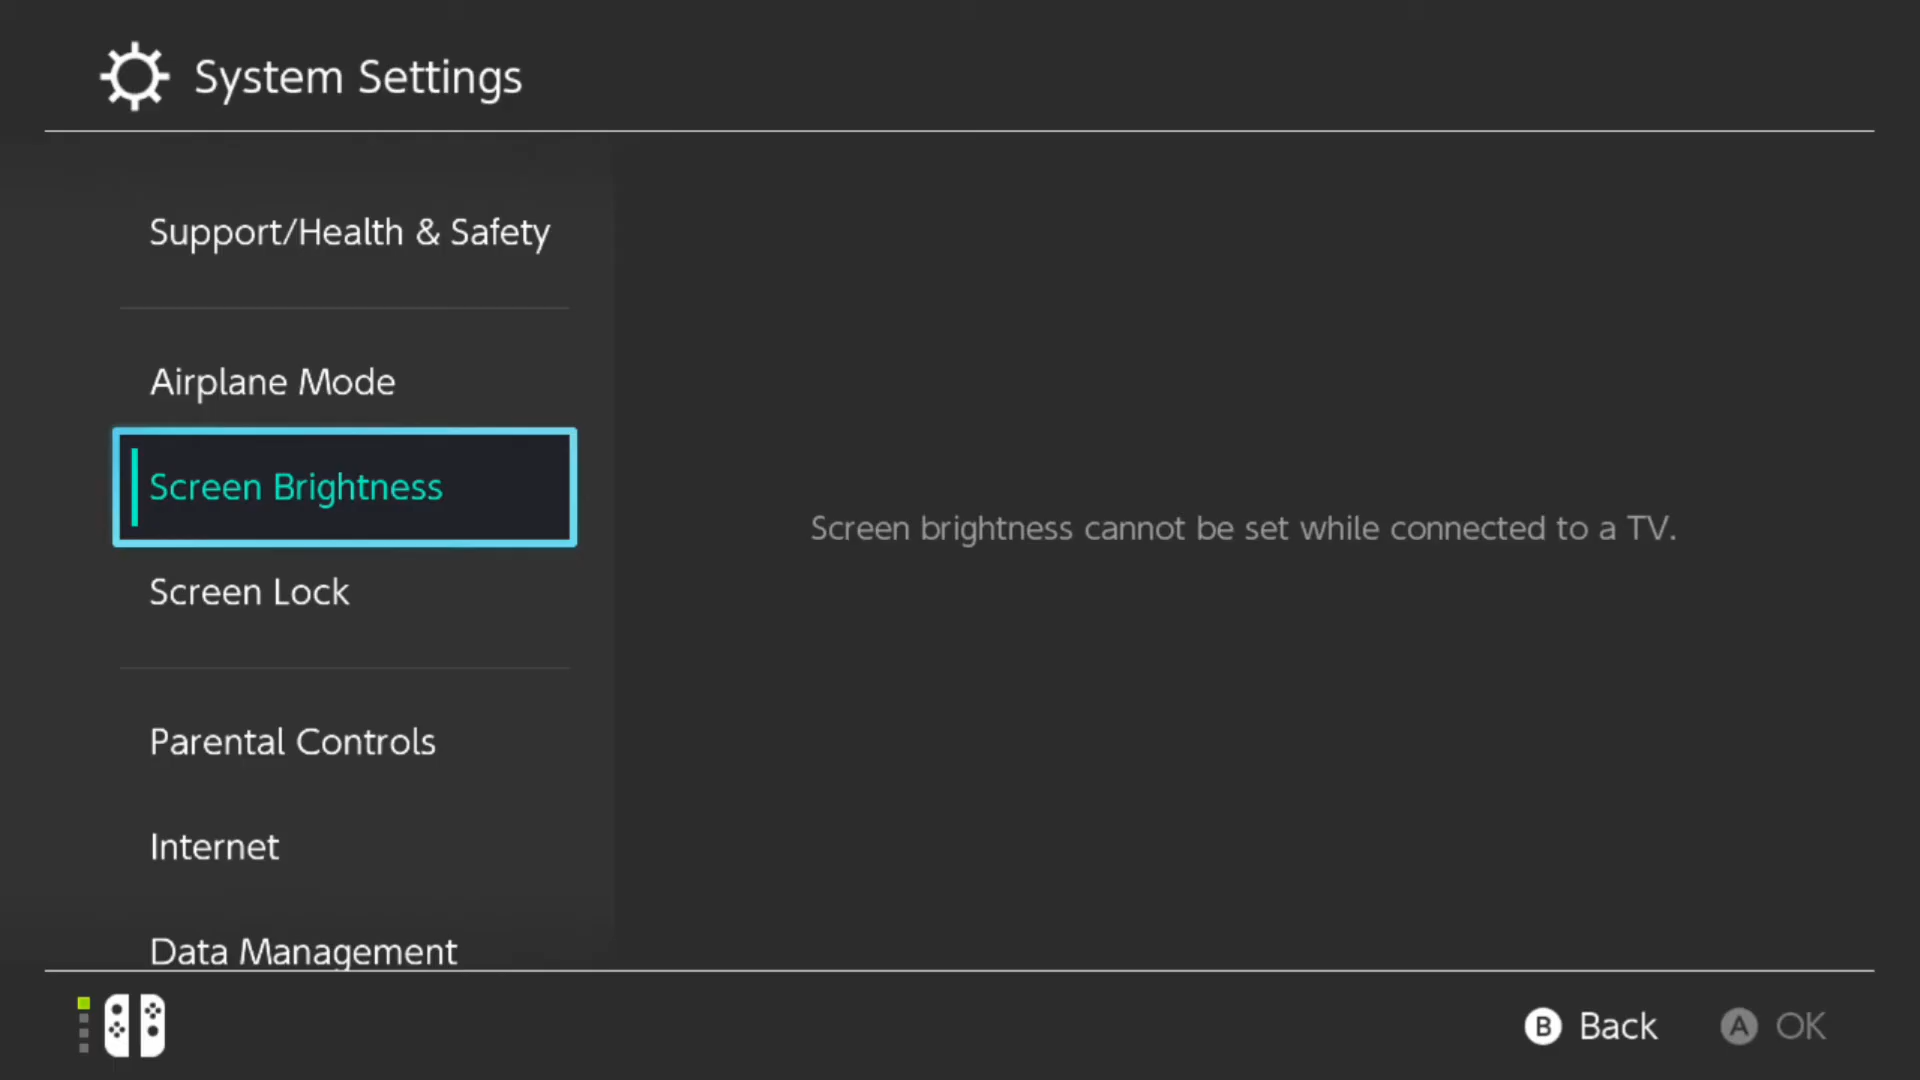 System Settings
Support/Health & Safety
Airplane Mode
Screen Brightness
Screen Lock
Parental Controls
Internet
Data Management
Screen brightness cannot be set while connected to a TV.
B Back
A OK